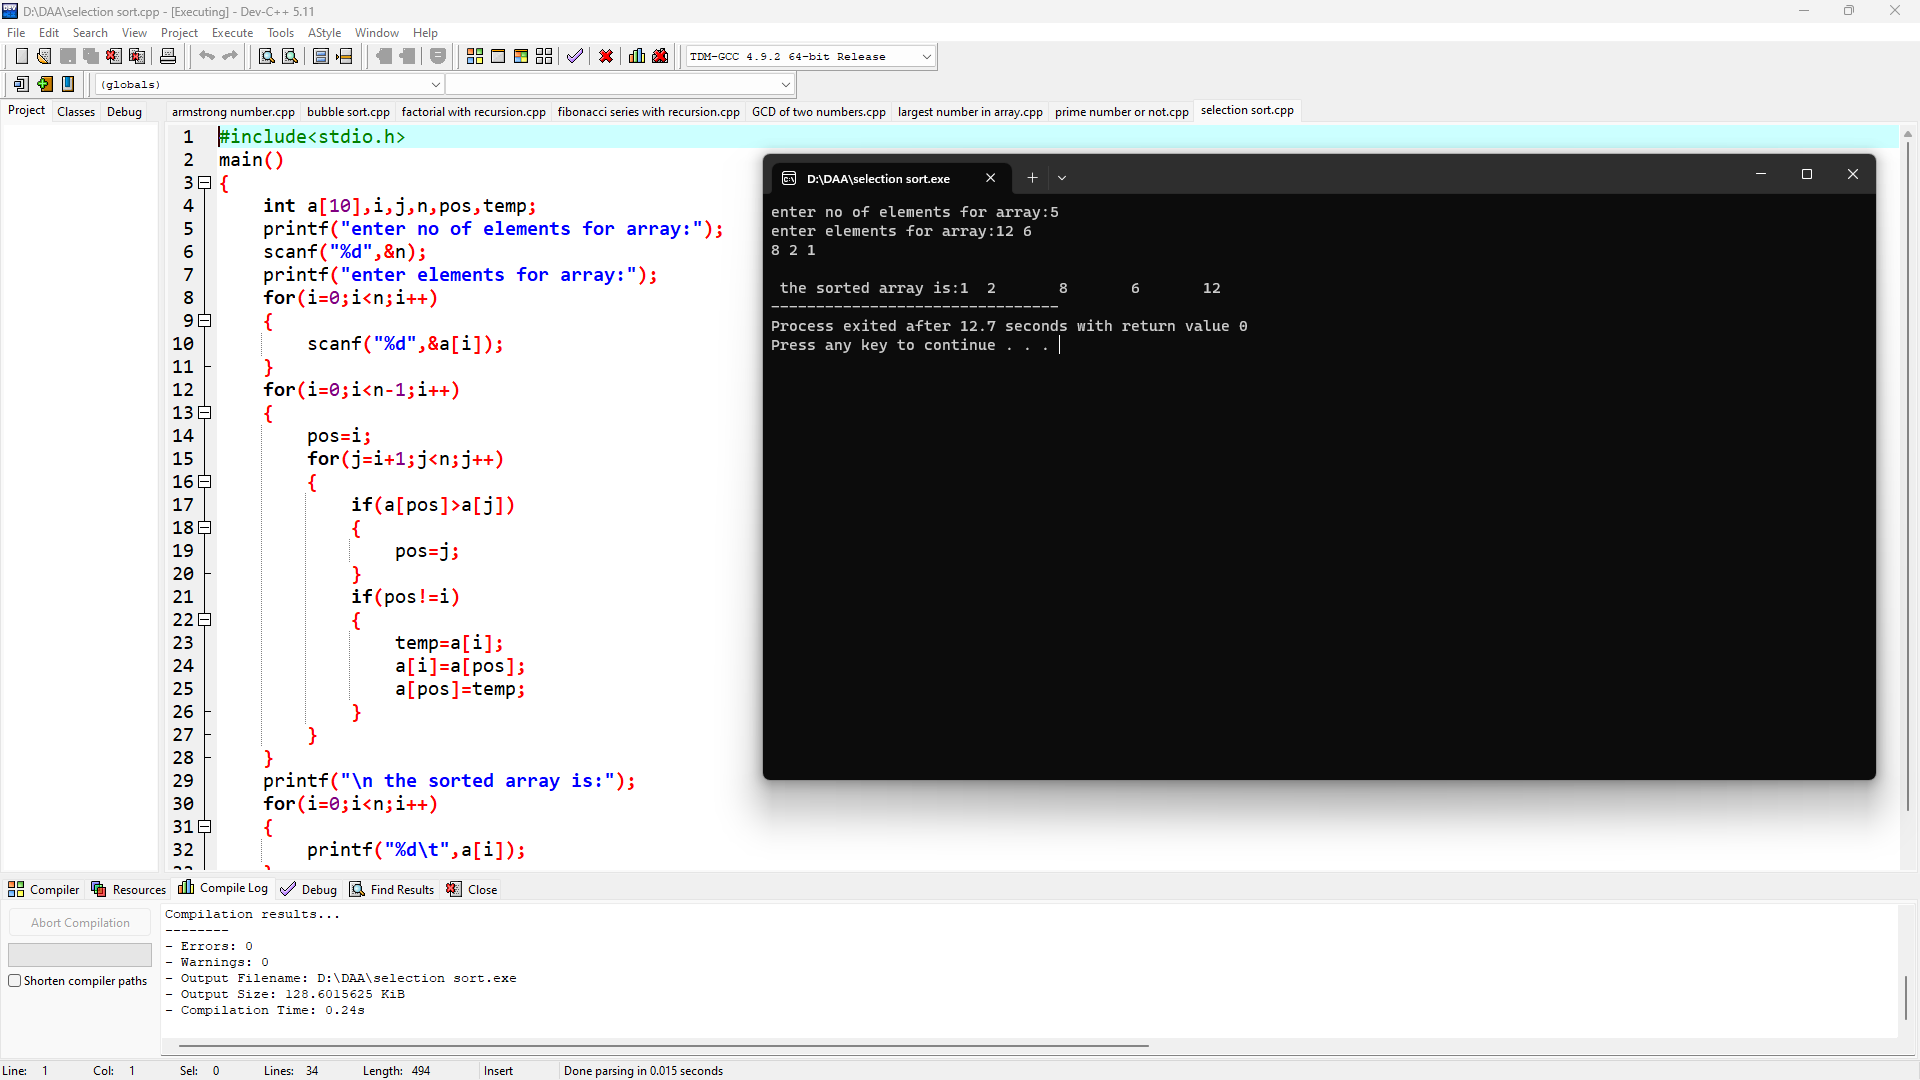 D:\DAA\selection sort.cpp - [Executing] - Dev-C++ 5.11
File Edit Search View Project Execute Tools AStyle Window Help
TDM-GCC 4.9.2 64-bit Release
(globals)
Project Classes Debug
armstrong number.cpp bubble sort.cpp factorial with recursion.cpp fibonacci series with recursion.cpp GCD of two numbers.cpp largest number in array.cpp prime number or not.cpp selection sort.cpp
1 #include<stdio.h>
2 main()
3 {
4 int a[10],i,j,n,pos,temp;
5 printf("enter no of elements for array:");
6 scanf("%d",&n);
7 printf("enter elements for array:");
8 for(i=0;i<n;i++)
9 {
10 scanf("%d",&a[i]);
11 }
12 for(i=0;i<n-1;i++)
13 {
14 pos=i;
15 for(j=i+1;j<n;j++)
16 {
17 if(a[pos]>a[j])
18 {
19 pos=j;
20 }
21 if(pos!=i)
22 {
23 temp=a[i];
24 a[i]=a[pos];
25 a[pos]=temp;
26 }
27 }
28 }
29 printf("\n the sorted array is:");
30 for(i=0;i<n;i++)
31 {
32 printf("%d\t",a[i]);
D:\DAA\selection sort.exe
enter no of elements for array:5
enter elements for array:12 6
8 2 1
the sorted array is:1 2 8 6 12
--------------------------------
Process exited after 12.7 seconds with return value 0
Press any key to continue . . .
Compiler Resources Compile Log Debug Find Results Close
Abort Compilation
Shorten compiler paths
Compilation results...
--------
- Errors: 0
- Warnings: 0
- Output Filename: D:\DAA\selection sort.exe
- Output Size: 128.6015625 KiB
- Compilation Time: 0.24s
Line: 1 Col: 1 Sel: 0 Lines: 34 Length: 494 Insert Done parsing in 0.015 seconds